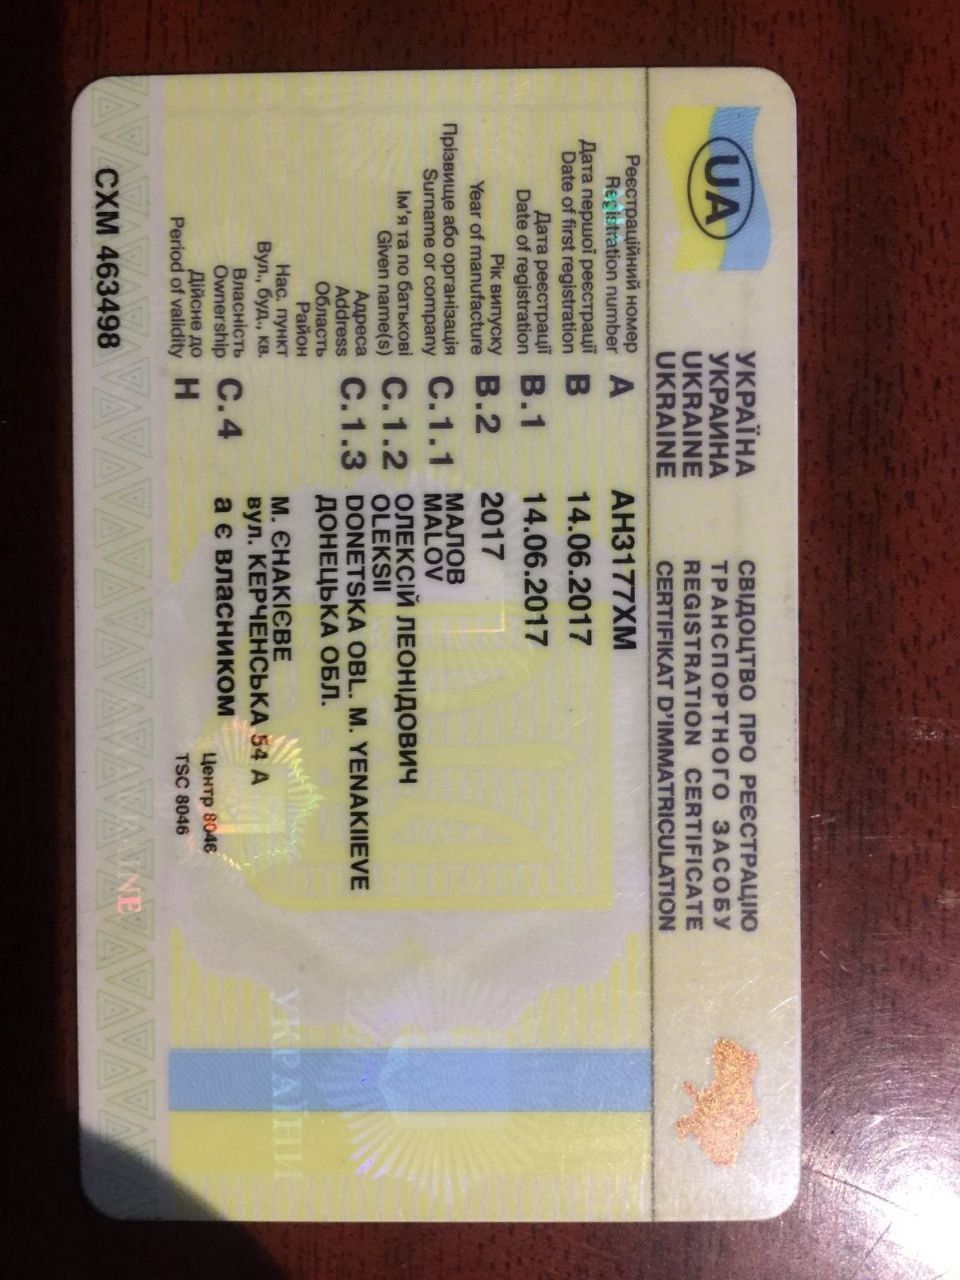 UA
УКРАЇНА СВІДОЦТВО ПРО РЕЄСТРАЦІЮ
УКРАИНА ТРАНСПОРТНОГО ЗАСОБУ
UKRAINE REGISTRATION CERTIFICATE
UKRAINE CERTIFIKAT D'IMMATRICULATION
Реєстраційний номер
Registration number A АН3177ХМ
Дата першої реєстрації
Date of first registration B 14.06.2017
Дата реєстрації
Date of registration B.1 14.06.2017
Рік випуску
Year of manufacture B.2 2017
Прізвище або організація МАЛОВ
Surname or company C.1.1 MALOV
Ім'я та по батькові ОЛЕКСІЙ ЛЕОНІДОВИЧ
Given name(s) C.1.2 OLEKSII
Адреса
Address C.1.3 DONETSKA OBL. M. YENAKIIEVE
Область ДОНЕЦЬКА ОБЛ.
Район
Нас. пункт М. ЄНАКІЄВЕ
Вул., буд., кв. вул. КЕРЧЕНСЬКА 54 А
Власність
Ownership C.4 а є власником
Дійсне до Центр 8046
Period of validity H TSC 8046
СХМ 463498
УКРАЇНИ
NE